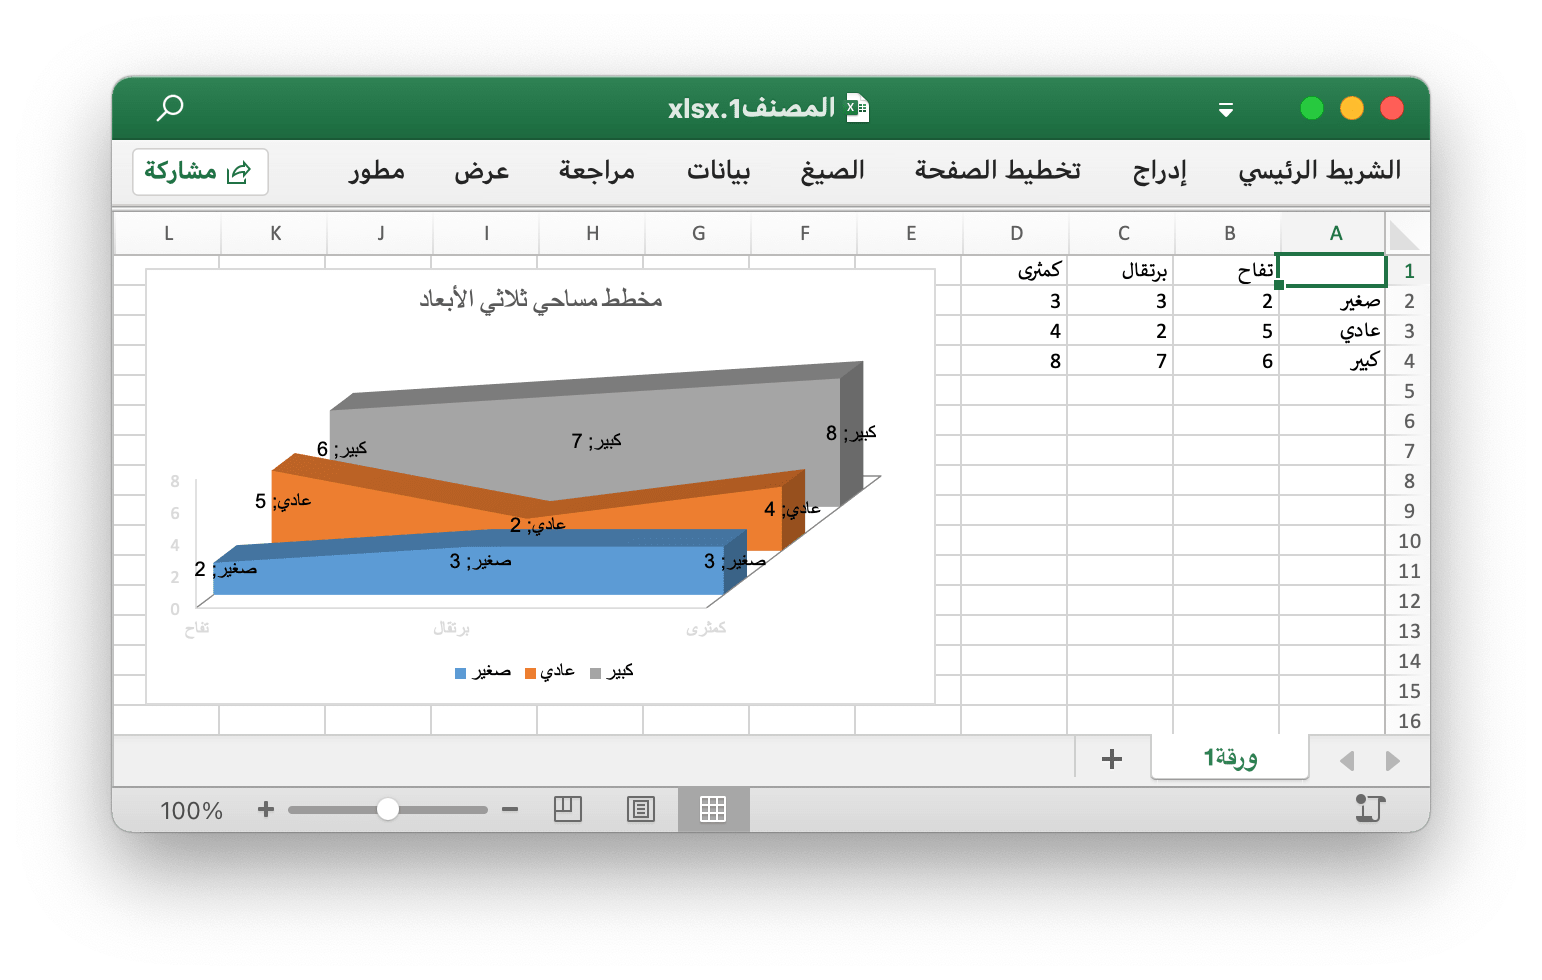 المصنف1.xlsx
الشريط الرئيسي إدراج تخطيط الصفحة الصيغ بيانات مراجعة عرض مطور مشاركة
A B C D E F G H I J K L
1 تفاح برتقال كمثرى
2 صغير 2 3 3
3 عادي 5 2 4
4 كبير 6 7 8
5
6
7
8
9
10
11
12
13
14
15
16
مخطط مساحي ثلاثي الأبعاد
كبير; 8
كبير; 7
كبير; 6
عادي; 5
عادي; 2
عادي; 4
صغير; 2
صغير; 3
صغير; 3
8
6
4
2
0
تفاح برتقال كمثرى
صغير عادي كبير
ورقة1
100%